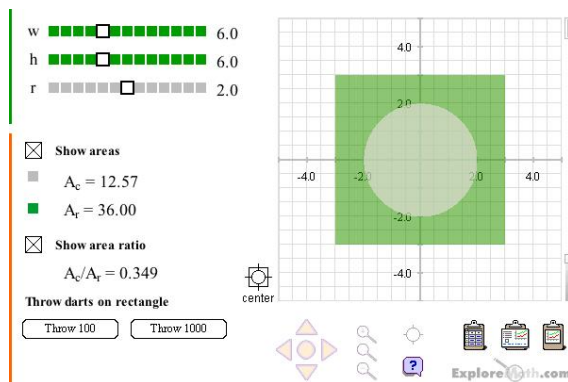 w 6.0
h 6.0
r 2.0
Show areas
A_c = 12.57
A_r = 36.00
Show area ratio
A_c/A_r = 0.349
Throw darts on rectangle
Throw 100 Throw 1000
center
4.0
2.0
-4.0 -2.0 2.0 4.0
-2.0
-4.0
?
ExploreMath.com